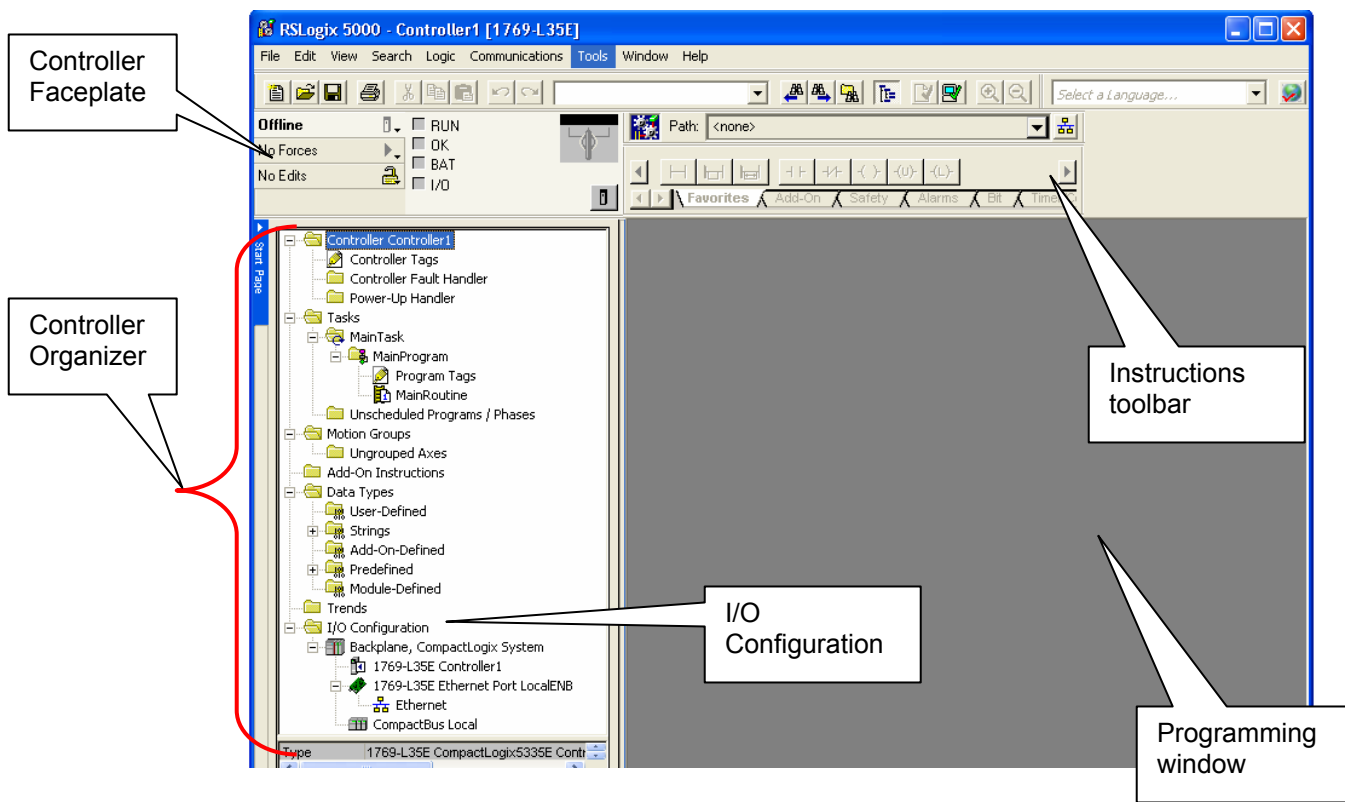 RSLogix 5000 - Controller1 [1769-L35E]
File Edit View Search Logic Communications Tools Window Help
Select a Language...
Controller
Faceplate
Offline
No Forces
No Edits
RUN
OK
BAT
I/O
Path: <none>
Favorites Add-On Safety Alarms Bit
Start Page
Controller Controller1
Controller Tags
Controller Fault Handler
Power-Up Handler
Tasks
MainTask
MainProgram
Program Tags
MainRoutine
Unscheduled Programs / Phases
Motion Groups
Ungrouped Axes
Add-On Instructions
Data Types
User-Defined
Strings
Add-On-Defined
Predefined
Module-Defined
Trends
I/O Configuration
Backplane, CompactLogix System
1769-L35E Controller1
1769-L35E Ethernet Port LocalENB
Ethernet
CompactBus Local
Type 1769-L35E CompactLogix5335E Contr
Controller
Organizer
Instructions
toolbar
I/O
Configuration
Programming
window